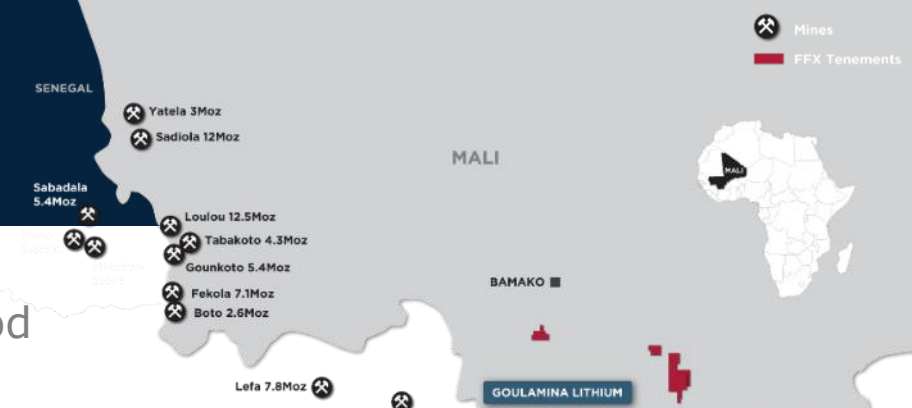 Mines
FFX Tenements
SENEGAL
Yatela 3Moz
Sadiola 12Moz
MALI
MALI
Sabadala
5.4Moz
Loulou 12.5Moz
Tabakoto 4.3Moz
Gounkoto 5.4Moz
BAMAKO
Fekola 7.1Moz
Boto 2.6Moz
od
Lefa 7.8Moz
GOULAMINA LITHIUM